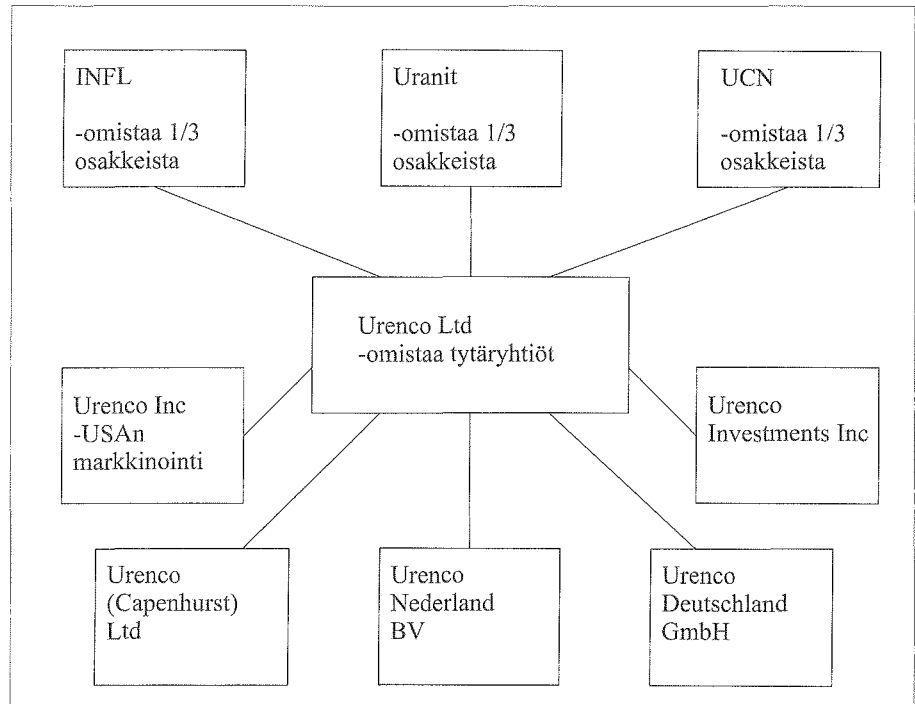 INFL
-omistaa 1/3
osakkeista
Uranit
-omistaa 1/3
osakkeista
UCN
-omistaa 1/3
osakkeista
Urenco Ltd
-omistaa tytäryhtiöt
Urenco Inc
-USAn
markkinointi
Urenco
Investments Inc
Urenco
(Capenhurst)
Ltd
Urenco
Nederland
BV
Urenco
Deutschland
GmbH